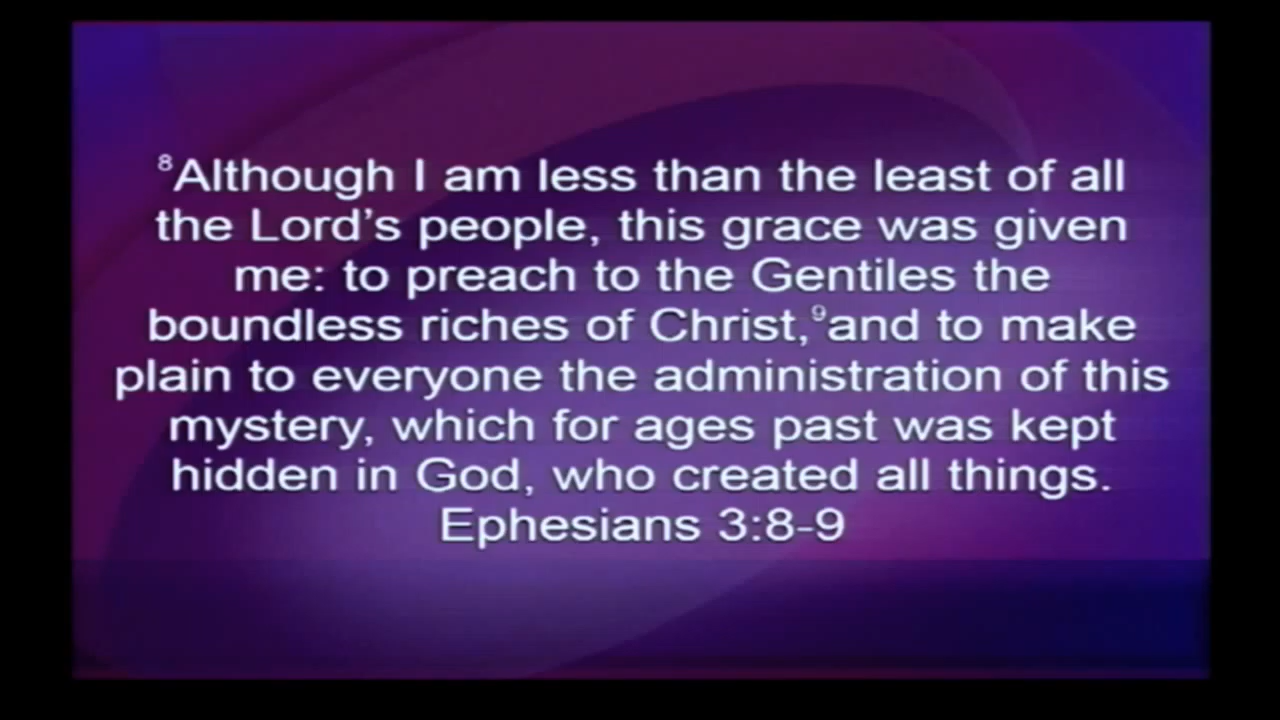 ⁸Although I am less than the least of all
the Lord’s people, this grace was given
me: to preach to the Gentiles the
boundless riches of Christ,⁹and to make
plain to everyone the administration of this
mystery, which for ages past was kept
hidden in God, who created all things.
Ephesians 3:8-9